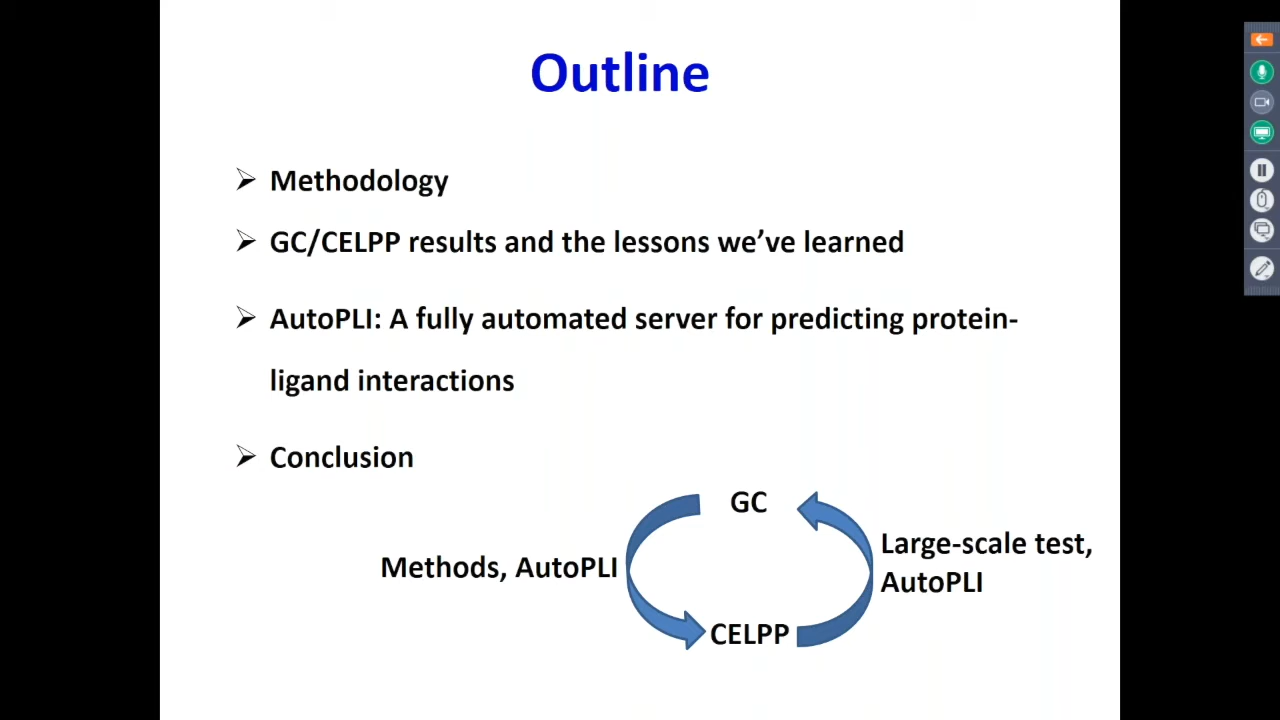 Outline
Methodology
GC/CELPP results and the lessons we’ve learned
AutoPLI: A fully automated server for predicting protein-
ligand interactions
Conclusion
GC
Methods, AutoPLI
Large-scale test,
AutoPLI
CELPP